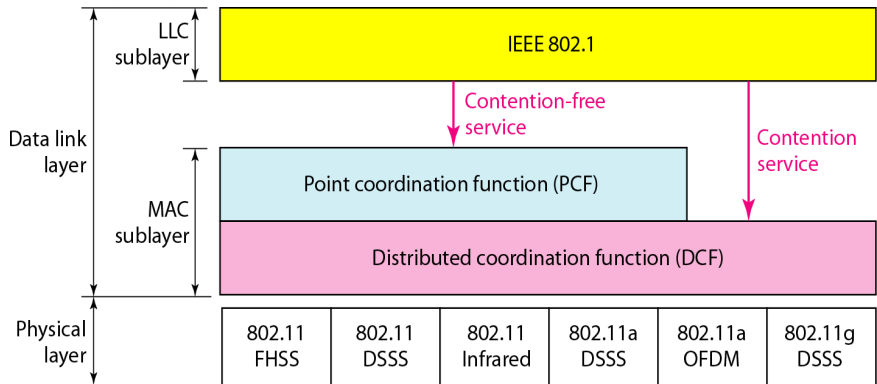 LLC
sublayer
IEEE 802.1
Contention-free
service
Contention
service
Data link
layer
Point coordination function (PCF)
MAC
sublayer
Distributed coordination function (DCF)
Physical
layer
802.11
FHSS
802.11
DSSS
802.11
Infrared
802.11a
DSSS
802.11a
OFDM
802.11g
DSSS